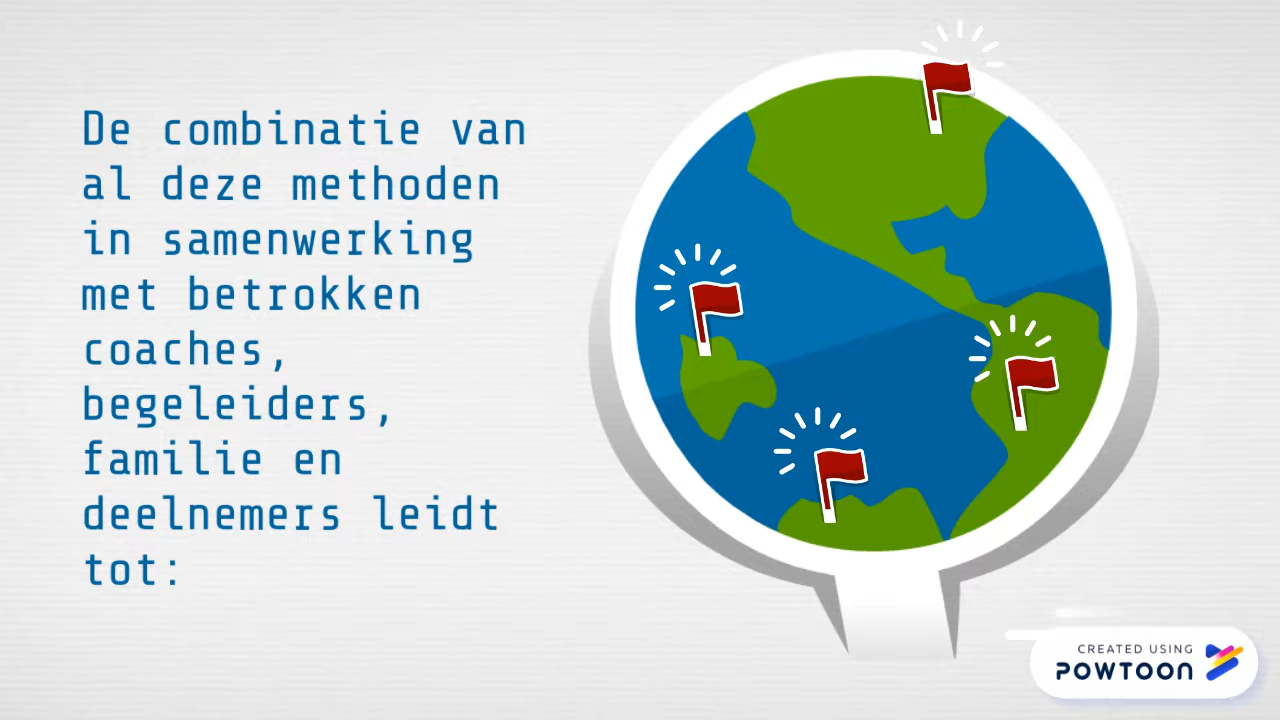 De combinatie van
al deze methoden
in samenwerking
met betrokken
coaches,
begeleiders,
familie en
deelnemers leidt
tot:
CREATED USING
POWTOON